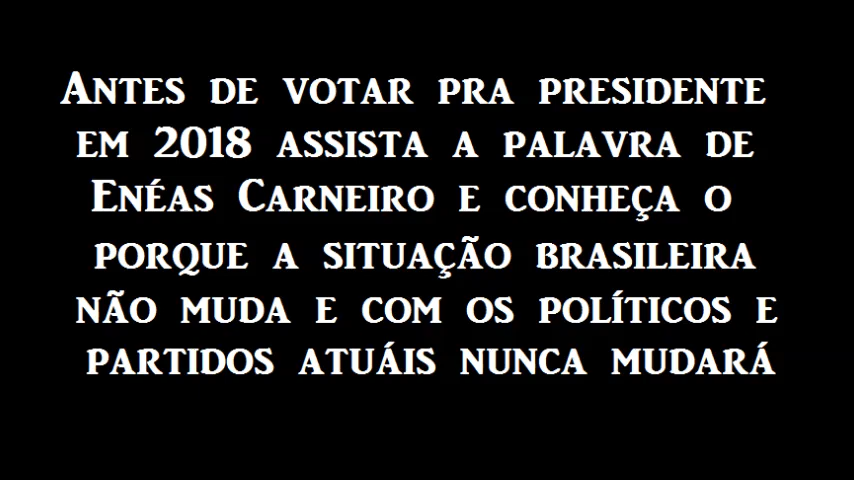 Antes de votar pra presidente
em 2018 assista a palavra de
Enéas Carneiro e conheça o
porque a situação brasileira
não muda e com os políticos e
partidos atuáis nunca mudará